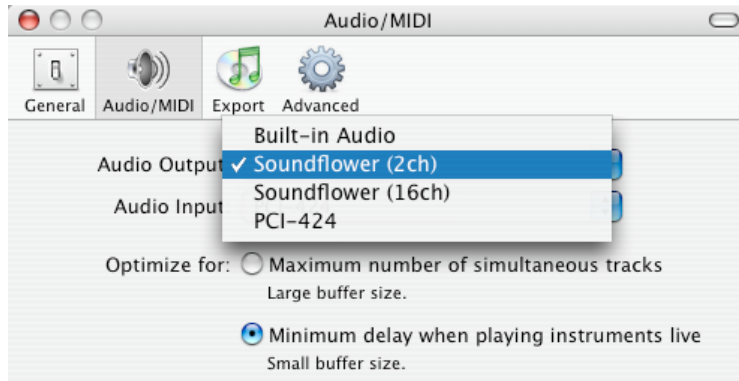 Audio/MIDI
General Audio/MIDI Export Advanced
Built-in Audio
Audio Output ✓ Soundflower (2ch)
Soundflower (16ch)
Audio Input
PCI-424
Optimize for: Maximum number of simultaneous tracks
Large buffer size.
Minimum delay when playing instruments live
Small buffer size.